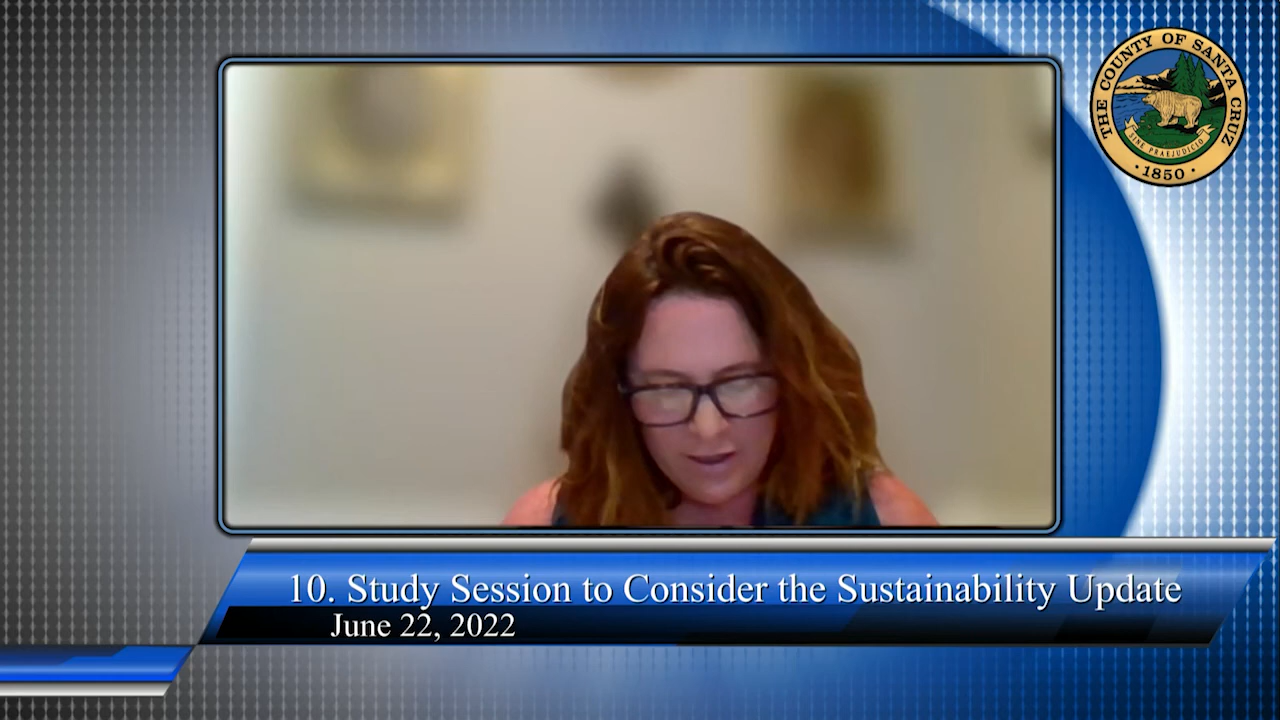 THE COUNTY OF SANTA CRUZ
SINE PRAEJUDICIO
• 1850 •
10. Study Session to Consider the Sustainability Update
June 22, 2022